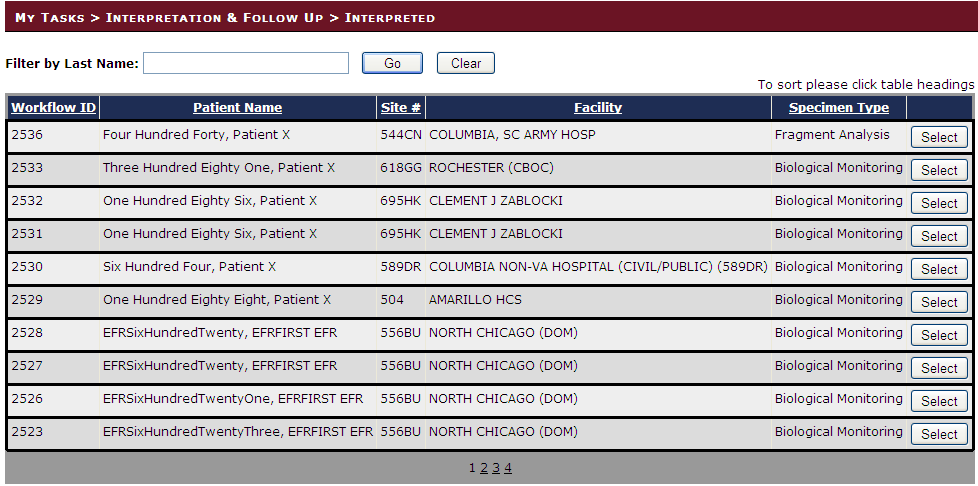 MY TASKS > INTERPRETATION & FOLLOW UP > INTERPRETED
Filter by Last Name: Go Clear
To sort please click table headings
Workflow ID Patient Name Site # Facility Specimen Type
2536 Four Hundred Forty, Patient X 544CN COLUMBIA, SC ARMY HOSP Fragment Analysis Select
2533 Three Hundred Eighty One, Patient X 618GG ROCHESTER (CBOC) Biological Monitoring Select
2532 One Hundred Eighty Six, Patient X 695HK CLEMENT J ZABLOCKI Biological Monitoring Select
2531 One Hundred Eighty Six, Patient X 695HK CLEMENT J ZABLOCKI Biological Monitoring Select
2530 Six Hundred Four, Patient X 589DR COLUMBIA NON-VA HOSPITAL (CIVIL/PUBLIC) (589DR) Biological Monitoring Select
2529 One Hundred Eighty Eight, Patient X 504 AMARILLO HCS Biological Monitoring Select
2528 EFRSixHundredTwenty, EFRFIRST EFR 556BU NORTH CHICAGO (DOM) Biological Monitoring Select
2527 EFRSixHundredTwenty, EFRFIRST EFR 556BU NORTH CHICAGO (DOM) Biological Monitoring Select
2526 EFRSixHundredTwentyOne, EFRFIRST EFR 556BU NORTH CHICAGO (DOM) Biological Monitoring Select
2523 EFRSixHundredTwentyThree, EFRFIRST EFR 556BU NORTH CHICAGO (DOM) Biological Monitoring Select
1 2 3 4